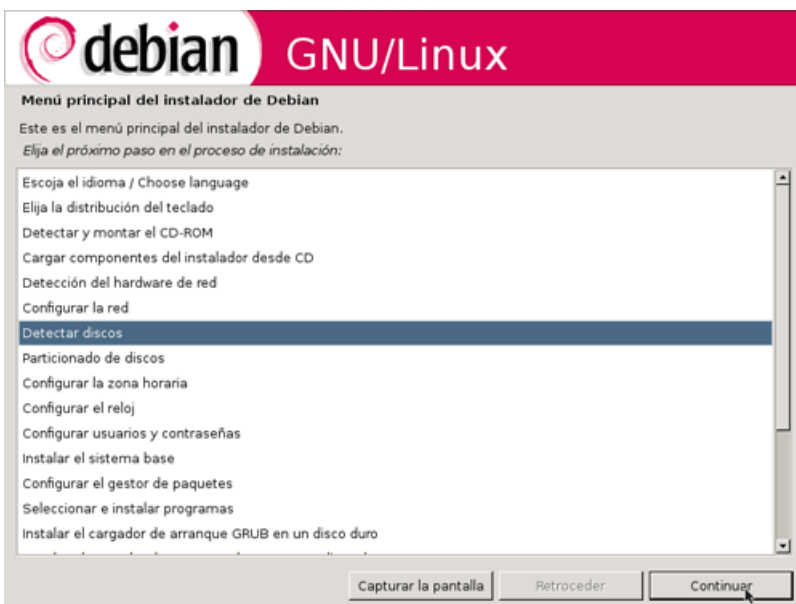 debian GNU/Linux
Menú principal del instalador de Debian
Este es el menú principal del instalador de Debian.
Elija el próximo paso en el proceso de instalación:
Escoja el idioma / Choose language
Elija la distribución del teclado
Detectar y montar el CD-ROM
Cargar componentes del instalador desde CD
Detección del hardware de red
Configurar la red
Detectar discos
Particionado de discos
Configurar la zona horaria
Configurar el reloj
Configurar usuarios y contraseñas
Instalar el sistema base
Configurar el gestor de paquetes
Seleccionar e instalar programas
Instalar el cargador de arranque GRUB en un disco duro
Capturar la pantalla Retroceder Continuar